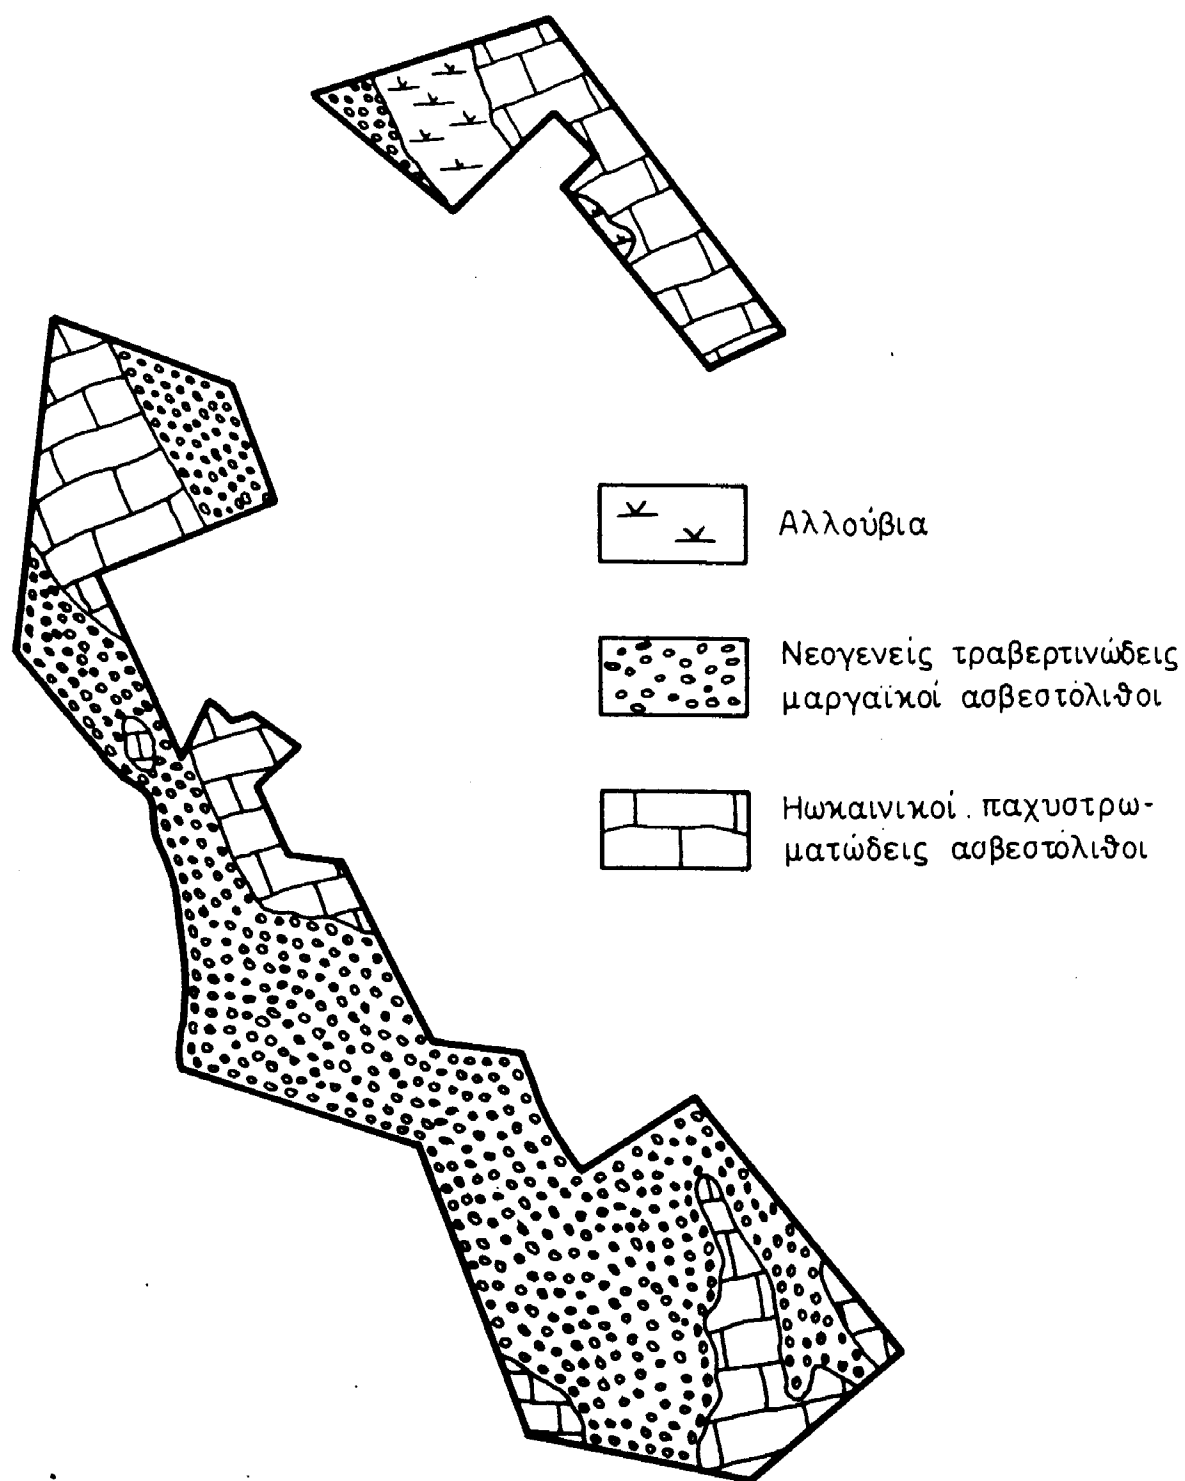 Αλλούβια
Νεογενείς τραβερτινώδεις
μαργαϊκοί ασβεστόλιθοι
Ηωκαινικοί παχυστρω-
ματώδεις ασβεστόλιθοι